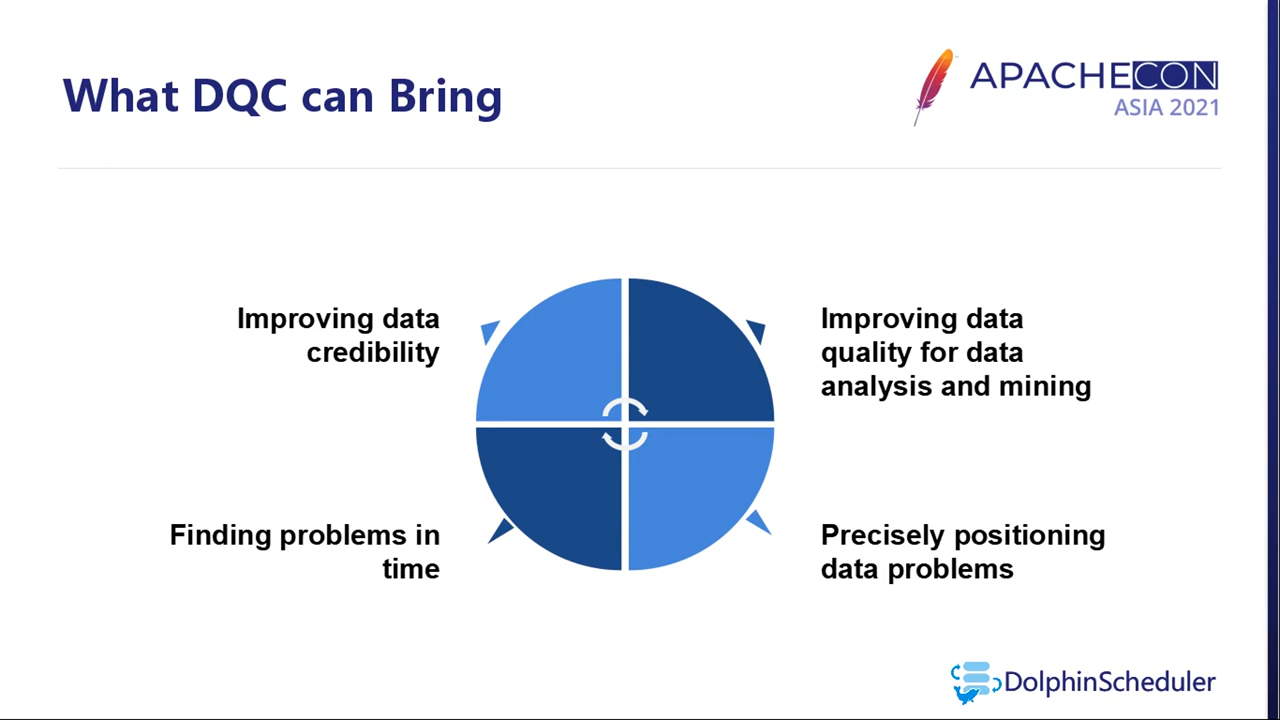 What DQC can Bring
APACHECON
ASIA 2021
Improving data
credibility
Improving data
quality for data
analysis and mining
Finding problems in
time
Precisely positioning
data problems
DolphinScheduler